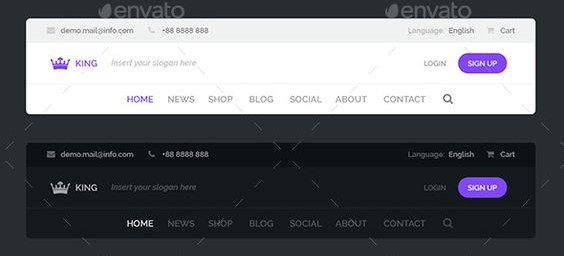 envato envato
demo.mail@info.com +88 8888 888 Language: English Cart
KING Insert your slogan here LOGIN SIGN UP
HOME NEWS SHOP BLOG SOCIAL ABOUT CONTACT
demo.mail@info.com +88 8888 888 Language: English Cart
KING Insert your slogan here LOGIN SIGN UP
HOME NEWS SHOP BLOG SOCIAL ABOUT CONTACT
envato envato